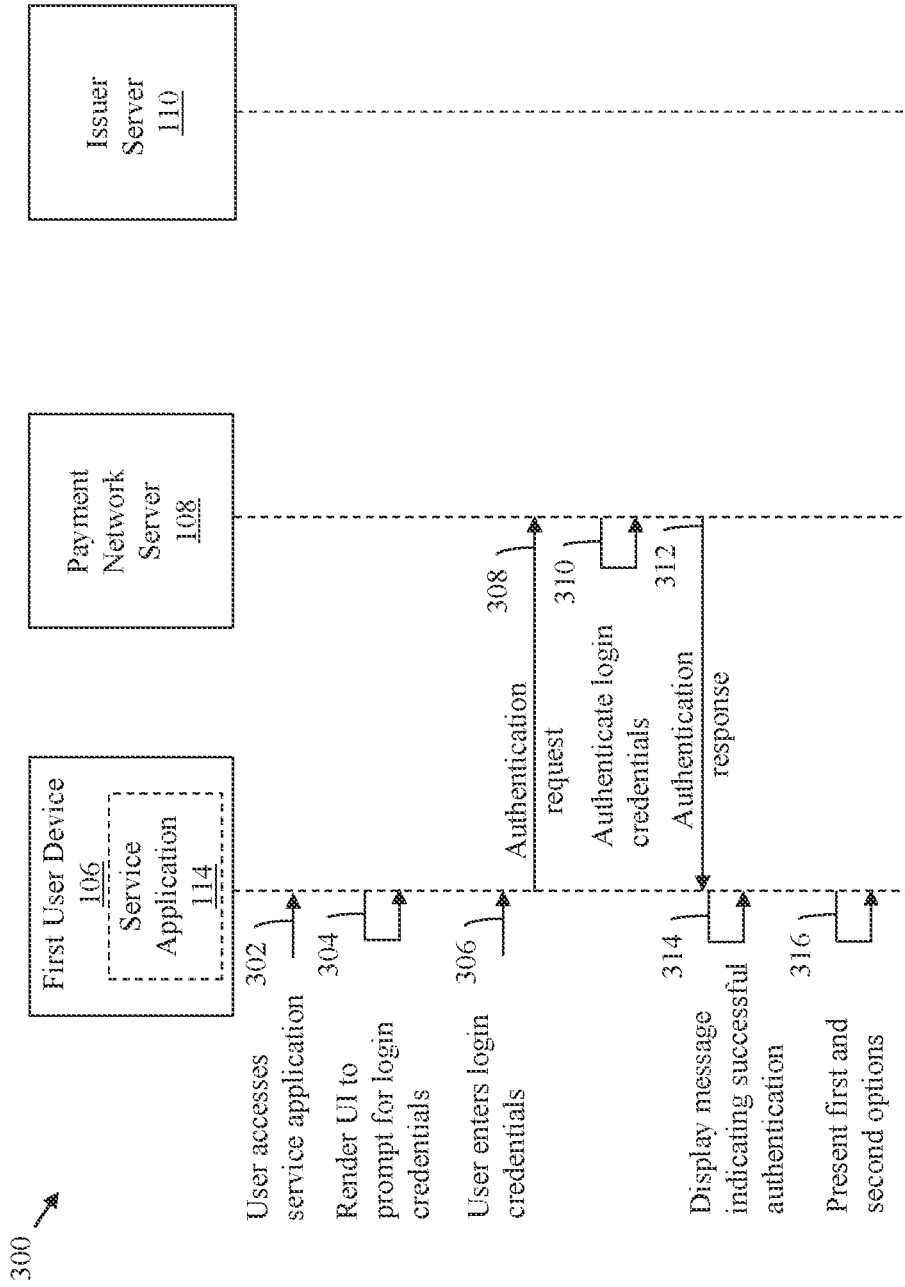 300
First User Device
106
Service
Application
114
Payment
Network
Server
108
Issuer
Server
110
User accesses
service application
302
Render UI to
prompt for login
credentials
304
User enters login
credentials
306
Authentication
request
308
Authenticate login
credentials
310
Authentication
response
312
Display message
indicating successful
authentication
314
Present first and
second options
316